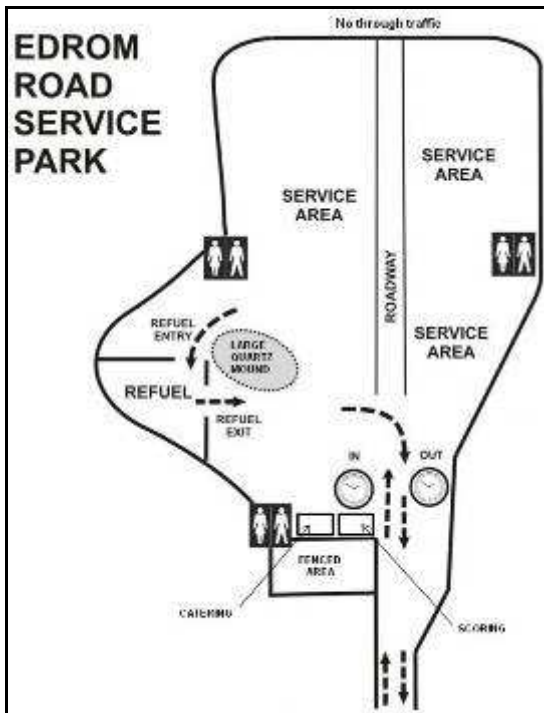 No through traffic
EDROM
ROAD
SERVICE
PARK
SERVICE
AREA
SERVICE
AREA
ROADWAY
REFUEL
ENTRY
LARGE
QUARTZ
MOUND
SERVICE
AREA
REFUEL
REFUEL
EXIT
IN
OUT
FENCED
AREA
CATERING
SCORING